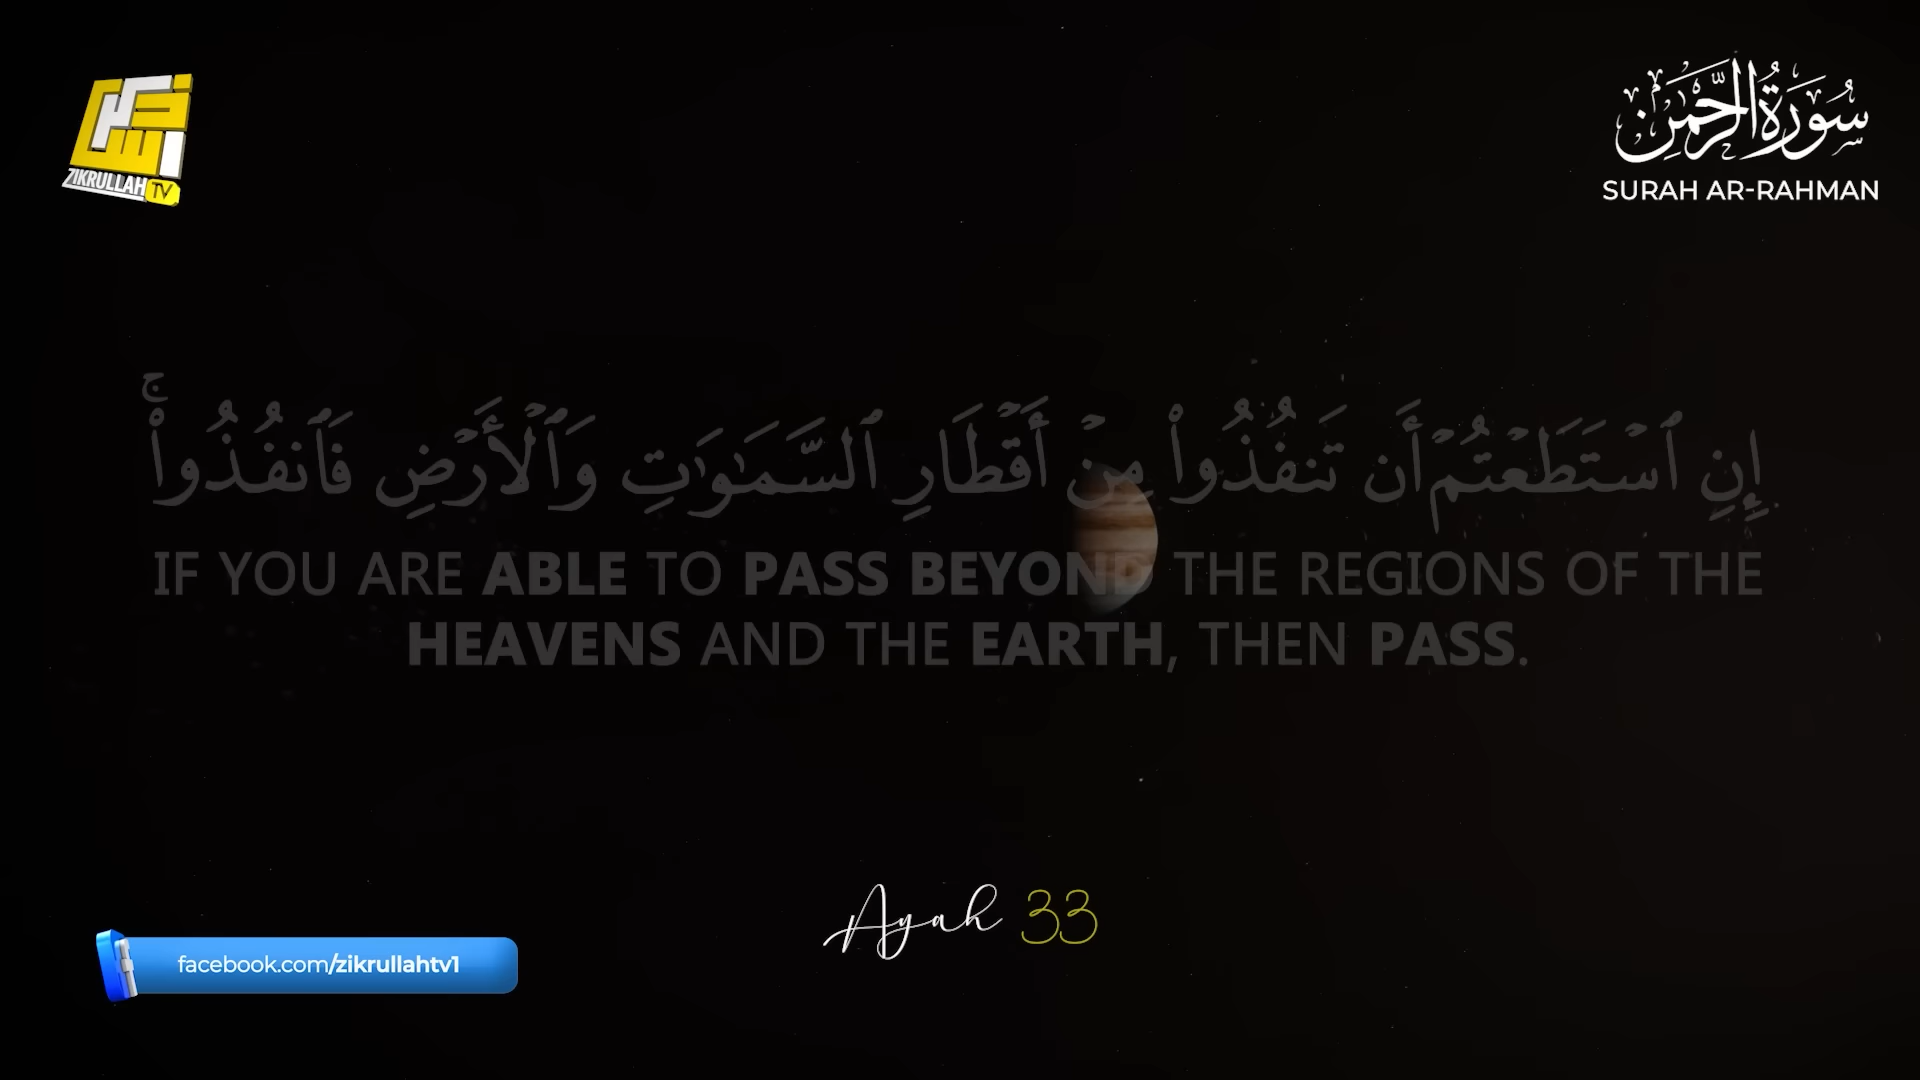 ZIKRULLAH TV
سُورَةُ الرَّحْمَٰن
SURAH AR-RAHMAN
إِنِ ٱسْتَطَعْتُمْ أَن تَنفُذُوا۟ مِنْ أَقْطَارِ ٱلسَّمَٰوَٰتِ وَٱلْأَرْضِ فَٱنفُذُوا۟ ۚ
IF YOU ARE ABLE TO PASS BEYOND THE REGIONS OF THE
HEAVENS AND THE EARTH, THEN PASS.
Ayah 33
facebook.com/zikrullahtv1